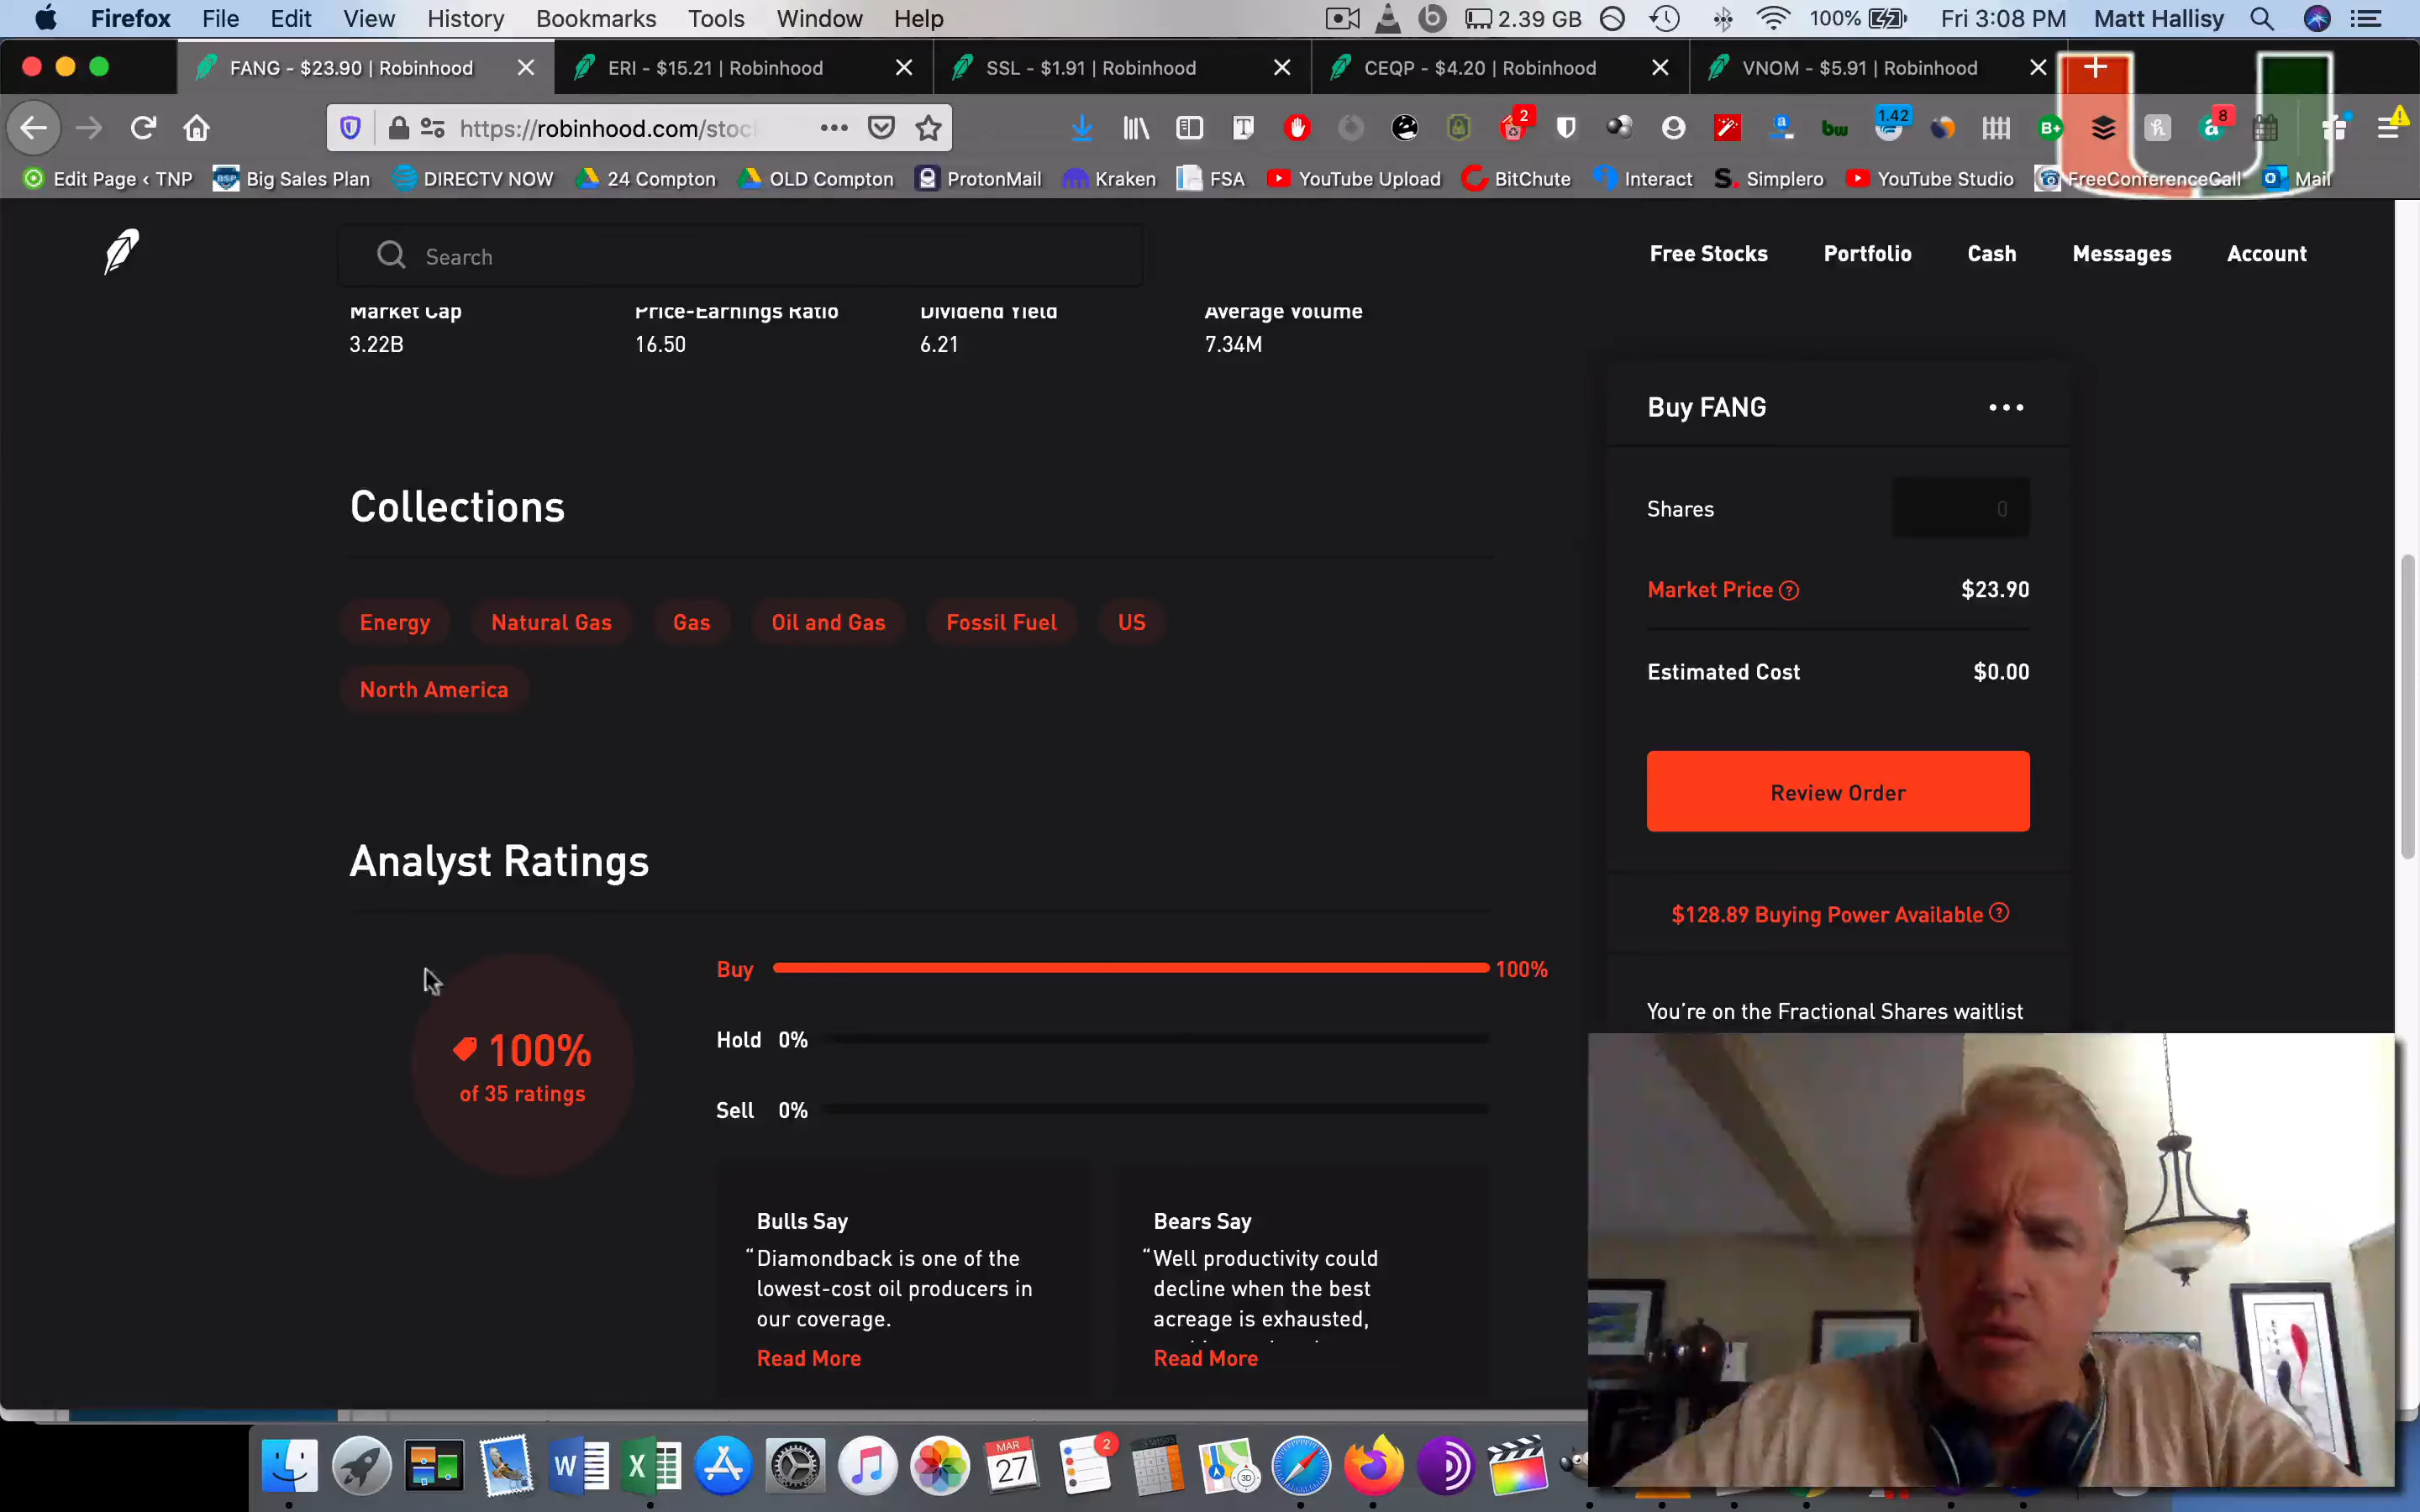 Firefox File Edit View History Bookmarks Tools Window Help 2.39 GB 100% Fri 3:08 PM Matt Hallisy
FANG - $23.90 | Robinhood ERI - $15.21 | Robinhood SSL - $1.91 | Robinhood CEQP - $4.20 | Robinhood VNOM - $5.91 | Robinhood
https://robinhood.com/stoc 2 1.42 8
Edit Page < TNP Big Sales Plan DIRECTV NOW 24 Compton OLD Compton ProtonMail Kraken FSA YouTube Upload BitChute Interact Simplero YouTube Studio FreeConferenceCall Mail
Search
Free Stocks Portfolio Cash Messages Account
Market Cap Price-Earnings Ratio Dividend Yield Average Volume
3.22B 16.50 6.21 7.34M
Buy FANG
Collections
Shares 0
Market Price $23.90
Energy Natural Gas Gas Oil and Gas Fossil Fuel US
Estimated Cost $0.00
North America
Review Order
Analyst Ratings
$128.89 Buying Power Available
Buy 100%
You're on the Fractional Shares waitlist
100%
of 35 ratings
Hold 0%
Sell 0%
Bulls Say
“Diamondback is one of the
lowest-cost oil producers in
our coverage.
Read More
Bears Say
“Well productivity could
decline when the best
acreage is exhausted,
Read More
MAR
27
2